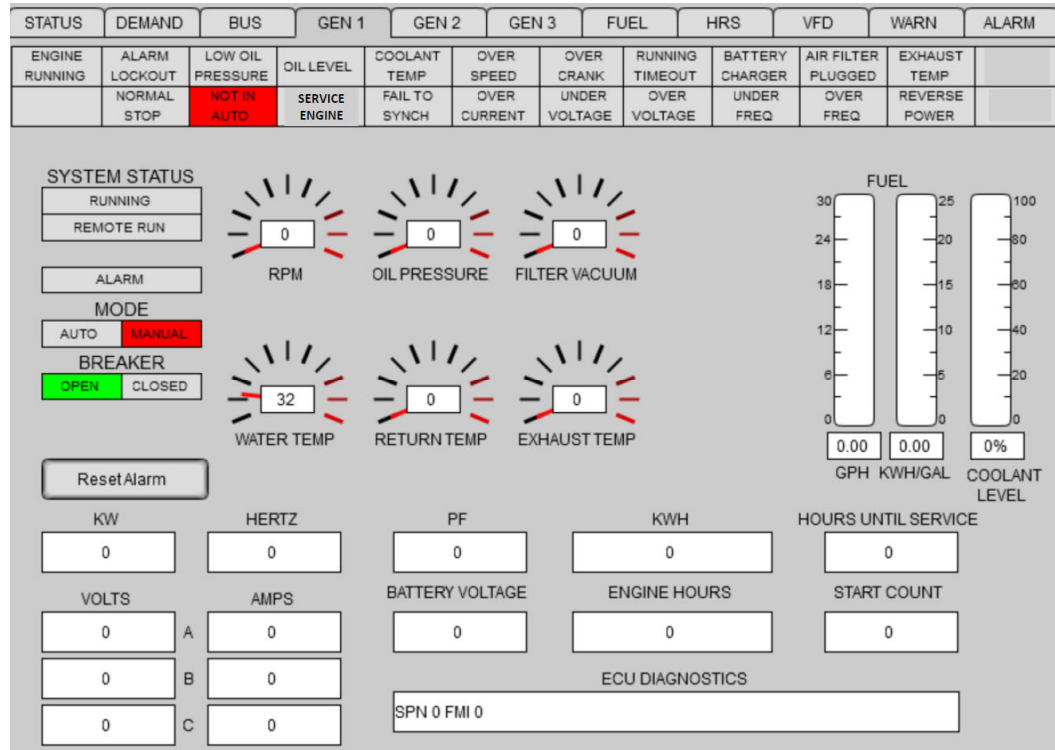 STATUS DEMAND BUS GEN 1 GEN 2 GEN 3 FUEL HRS VFD WARN ALARM
ENGINE RUNNING
ALARM LOCKOUT
LOW OIL PRESSURE
OIL LEVEL
COOLANT TEMP
OVER SPEED
OVER CRANK
RUNNING TIMEOUT
BATTERY CHARGER
AIR FILTER PLUGGED
EXHAUST TEMP
NORMAL STOP
NOT IN AUTO
SERVICE ENGINE
FAIL TO SYNCH
OVER CURRENT
UNDER VOLTAGE
OVER VOLTAGE
UNDER FREQ
OVER FREQ
REVERSE POWER
SYSTEM STATUS
RUNNING
REMOTE RUN
ALARM
MODE
AUTO MANUAL
BREAKER
OPEN CLOSED
Reset Alarm
0 0 0
RPM OIL PRESSURE FILTER VACUUM
32 0 0
WATER TEMP RETURN TEMP EXHAUST TEMP
FUEL
30 25 100
24 20 80
18 15 60
12 10 40
6 5 20
0 0 0
0.00 0.00 0%
GPH KWH/GAL COOLANT
LEVEL
KW HERTZ PF KWH HOURS UNTIL SERVICE
0 0 0 0 0
VOLTS AMPS BATTERY VOLTAGE ENGINE HOURS START COUNT
0 A 0 0 0 0
0 B 0
0 C 0
ECU DIAGNOSTICS
SPN 0 FMI 0